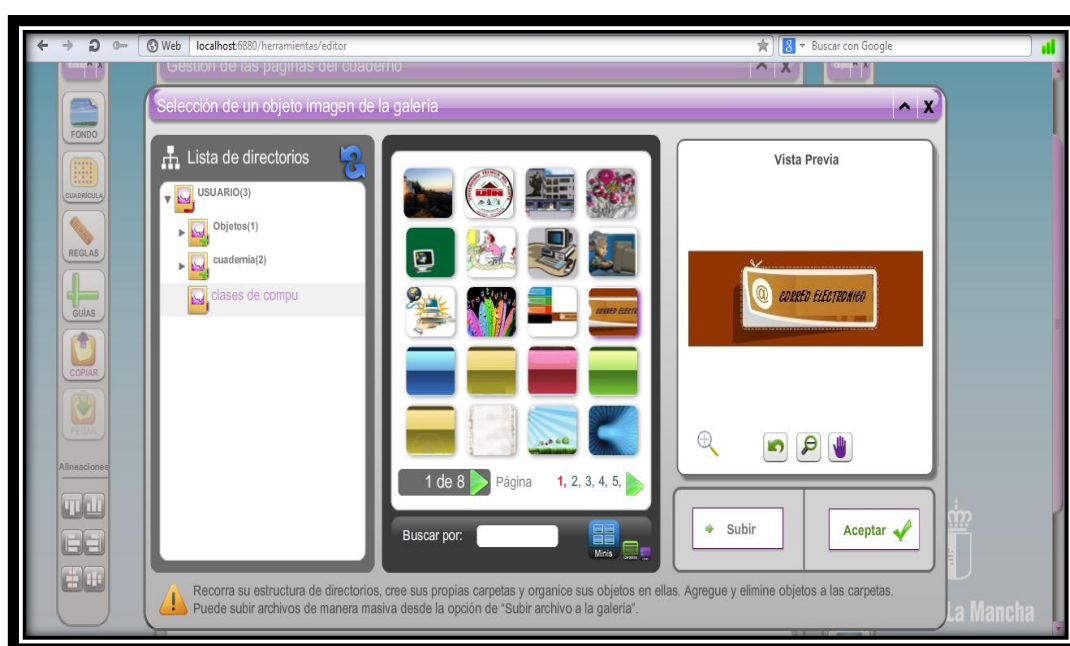 Web localhost:6880/herramientas/editor
Buscar con Google
Gestión de las páginas del cuaderno
Selección de un objeto imagen de la galería
X
FONDO
CUADRÍCULA
REGLAS
GUÍAS
COPIAR
PEGAR
Alineaciones
Lista de directorios
USUARIO(3)
Objetos(1)
cuadernia(2)
clases de compu
1 de 8
Página
1, 2, 3, 4, 5,
Buscar por:
Minis
Vista Previa
@ CORREO ELECTRONICO
Subir
Aceptar
Recorra su estructura de directorios, cree sus propias carpetas y organice sus objetos en ellas. Agregue y elimine objetos a las carpetas.
Puede subir archivos de manera masiva desde la opción de “Subir archivo a la galería”.
La Mancha